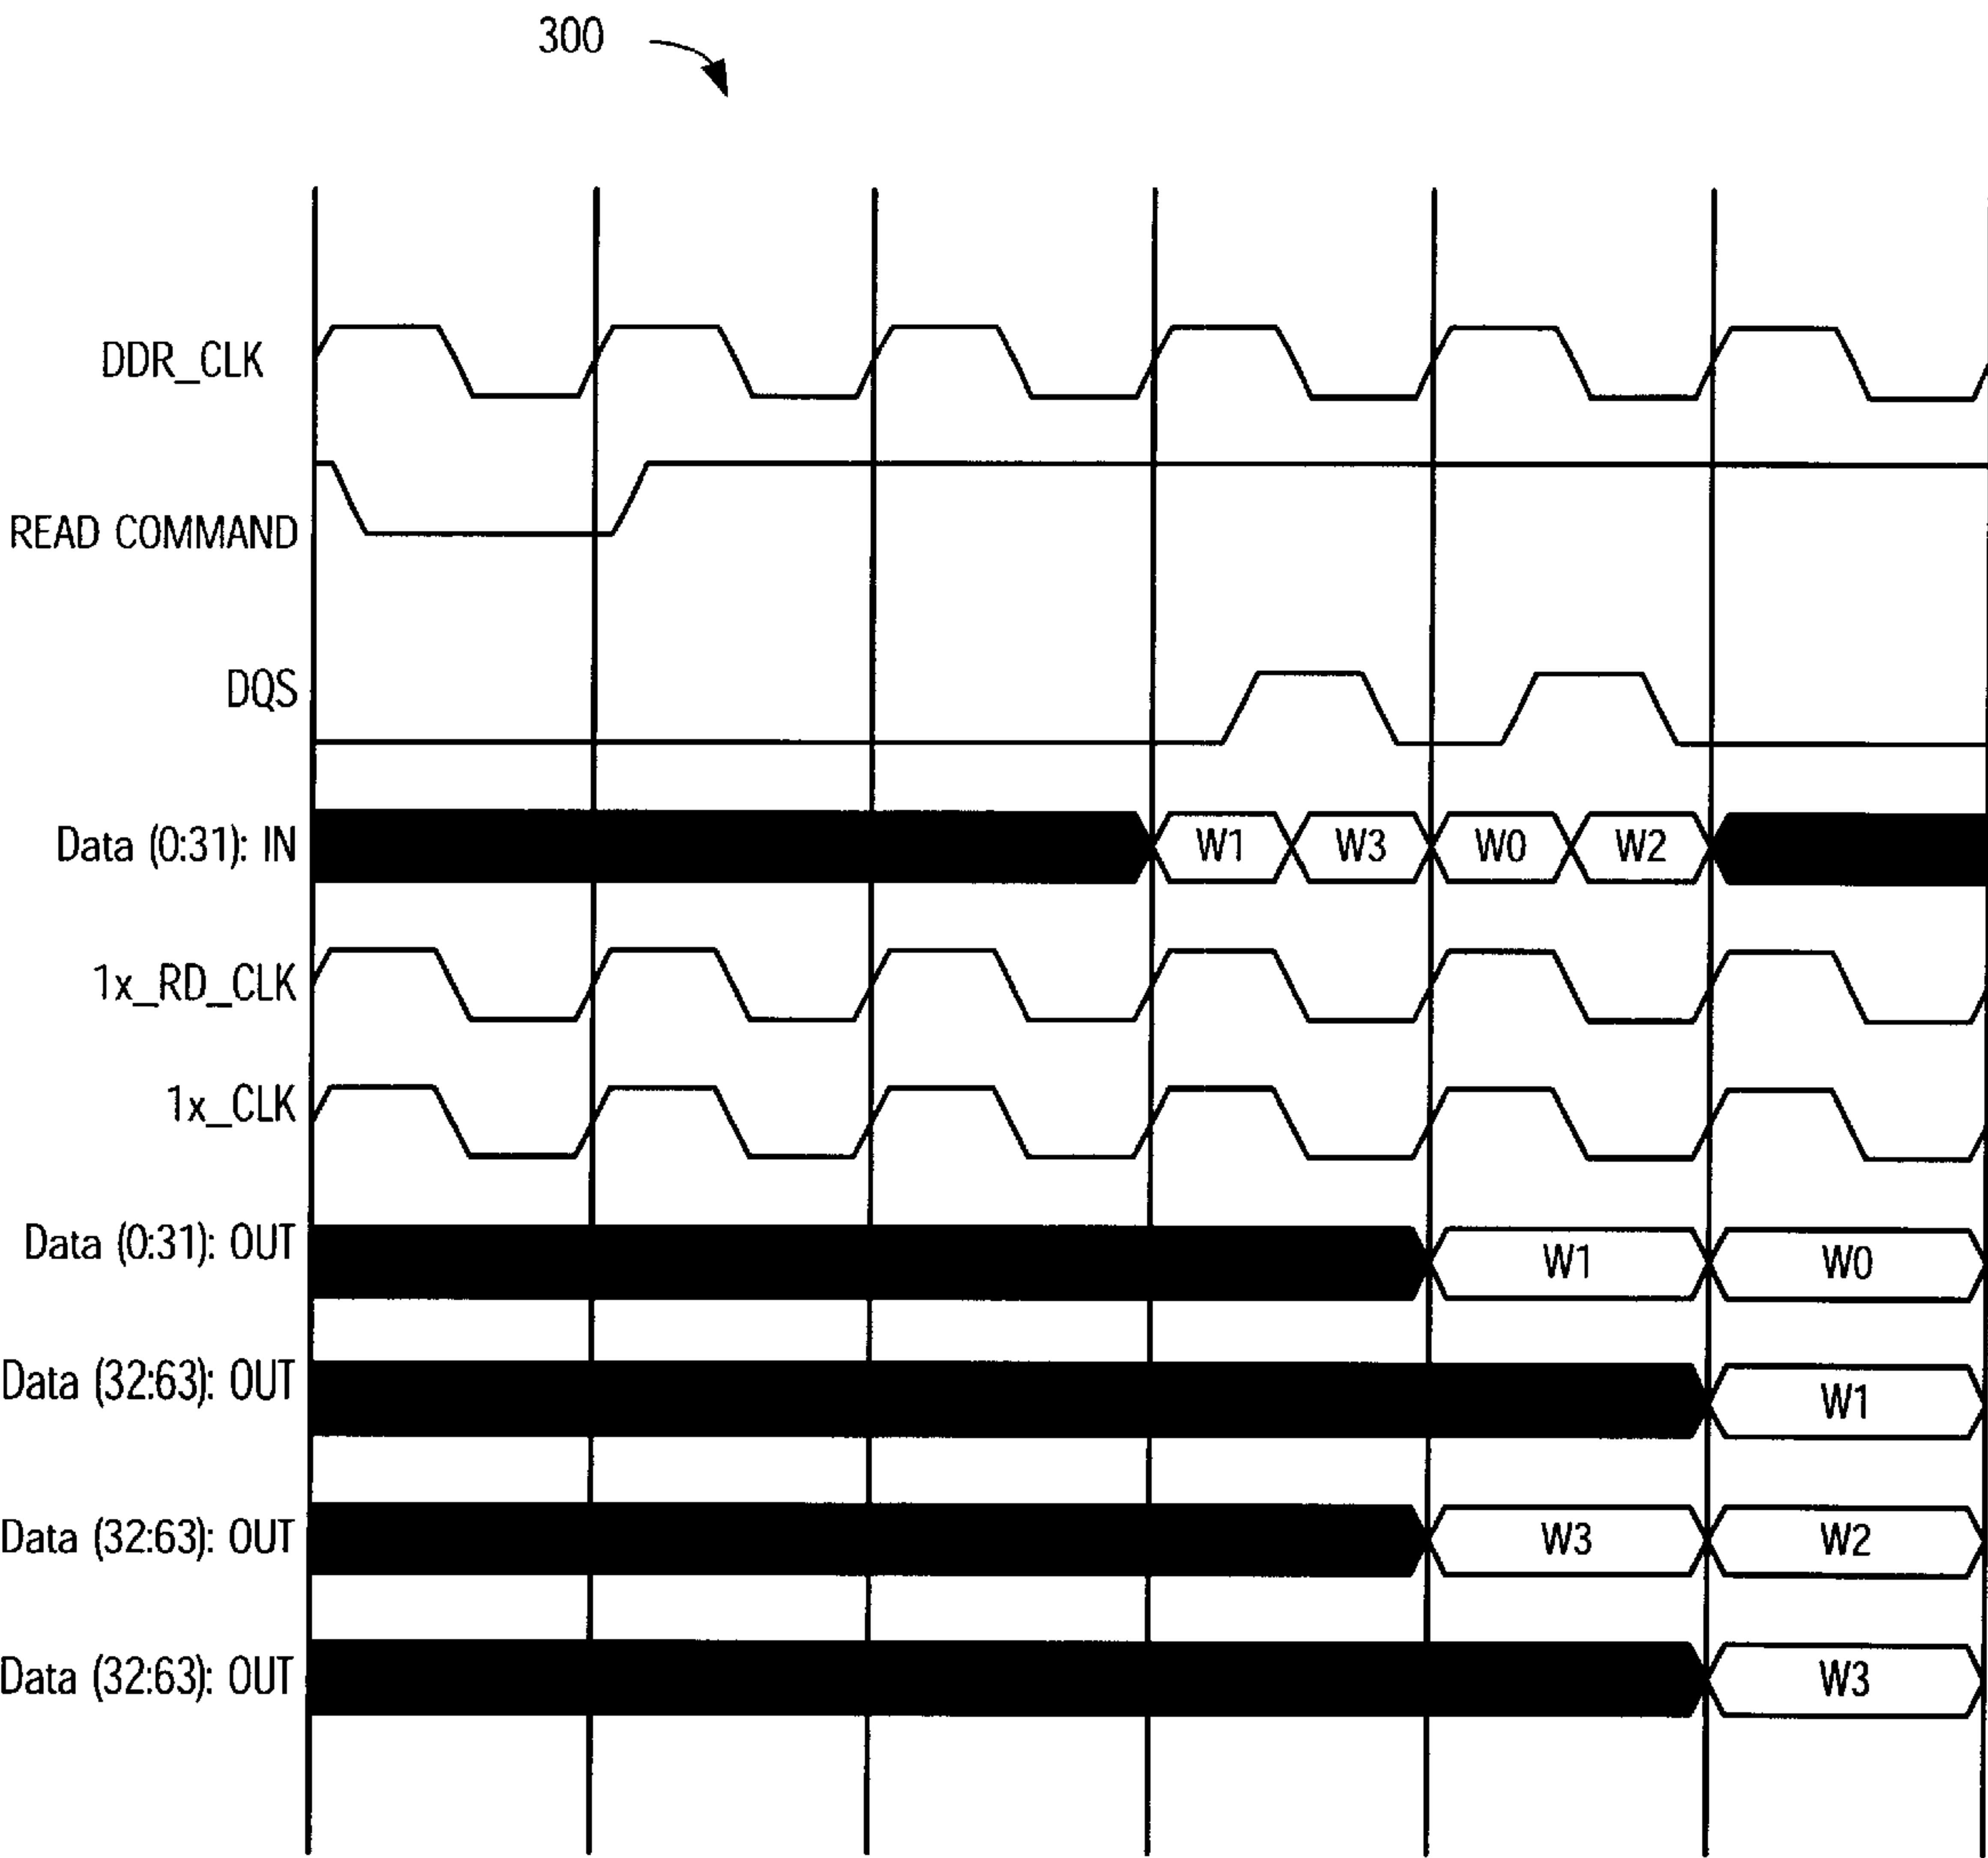 300
DDR_CLK
READ COMMAND
DQS
Data (0:31): IN W1 W3 W0 W2
1x_RD_CLK
1x_CLK
Data (0:31): OUT W1 W0
Data (32:63): OUT W1
Data (32:63): OUT W3 W2
Data (32:63): OUT W3